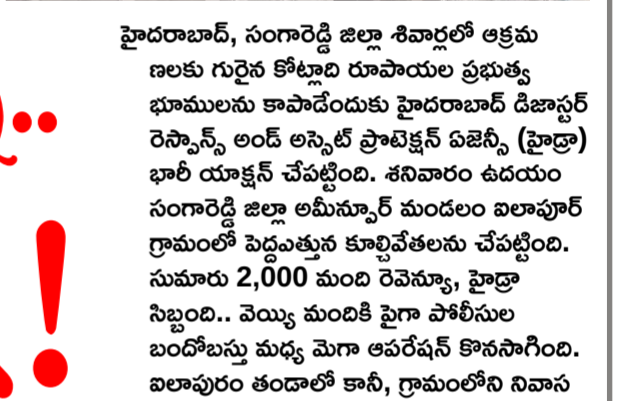 హైదరాబాద్, సంగారెడ్డి జిల్లా శివార్లలో ఆక్రమ
ణలకు గురైన కోట్లాది రూపాయల ప్రభుత్వ
భూములను కాపాడేందుకు హైదరాబాద్ డిజాస్టర్
రెస్పాన్స్ అండ్ అస్సెట్ ప్రొటెక్షన్ ఏజెన్సీ (హైడ్రా)
భారీ యాక్షన్ చేపట్టింది. శనివారం ఉదయం
సంగారెడ్డి జిల్లా అమీన్పూర్ మండలం ఐలాపూర్
గ్రామంలో పెద్దఎత్తున కూల్చివేతలను చేపట్టింది.
సుమారు 2,000 మంది రెవెన్యూ, హైడ్రా
సిబ్బంది.. వెయ్యి మందికి పైగా పోలీసుల
బందోబస్తు మధ్య మెగా ఆపరేషన్ కొనసాగింది.
ఐలాపురం తండాలో కానీ, గ్రామంలోని నివాస